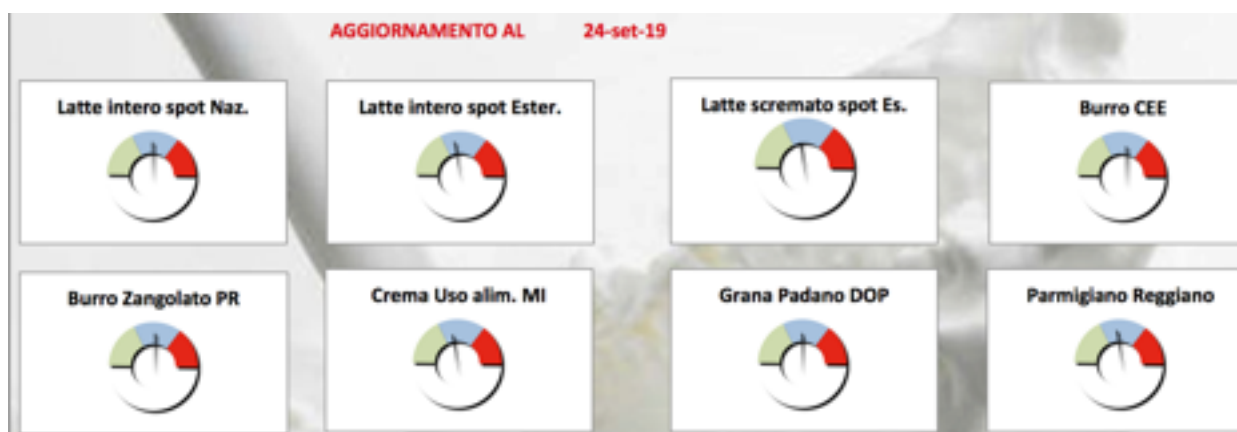 AGGIORNAMENTO AL 24-set-19
Latte intero spot Naz.
Latte intero spot Ester.
Latte scremato spot Es.
Burro CEE
Burro Zangolato PR
Crema Uso alim. MI
Grana Padano DOP
Parmigiano Reggiano